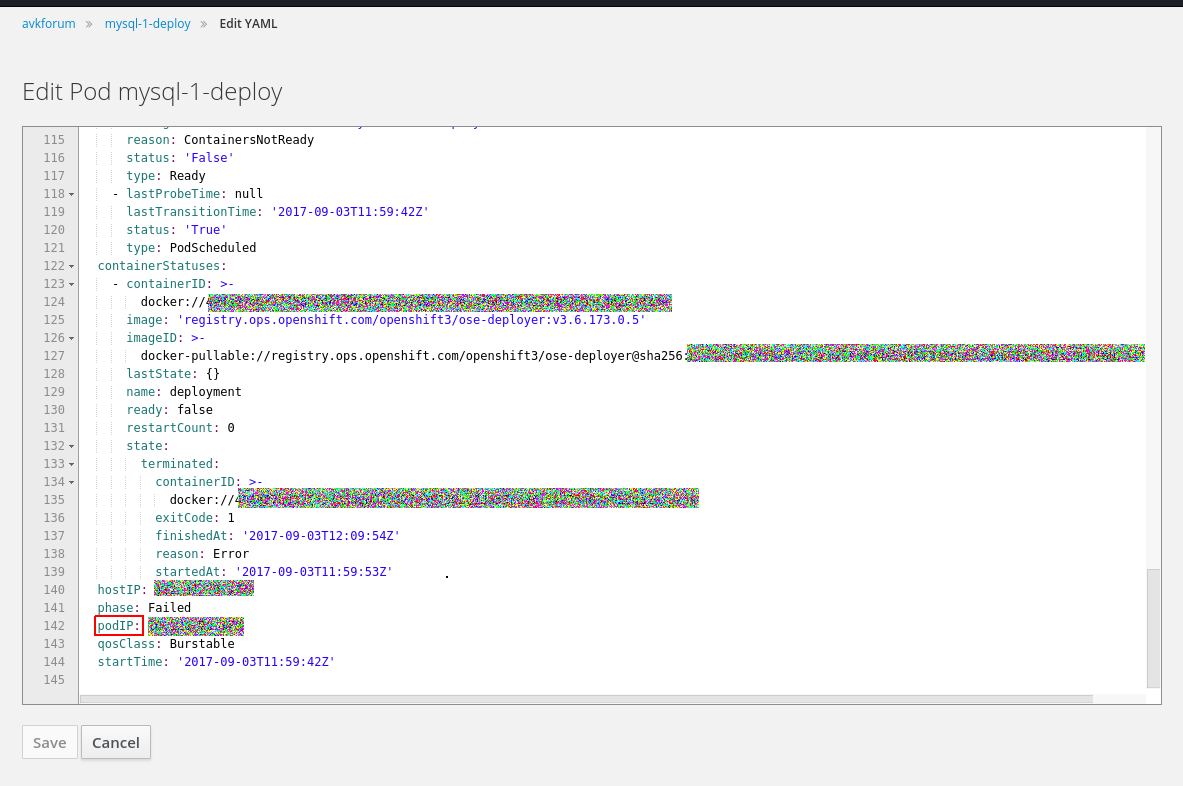 avkforum » mysql-1-deploy » Edit YAML
Edit Pod mysql-1-deploy
115 reason: ContainersNotReady
116 status: 'False'
117 type: Ready
118 - lastProbeTime: null
119 lastTransitionTime: '2017-09-03T11:59:42Z'
120 status: 'True'
121 type: PodScheduled
122 containerStatuses:
123 - containerID: >-
124 docker://
125 image: 'registry.ops.openshift.com/openshift3/ose-deployer:v3.6.173.0.5'
126 imageID: >-
127 docker-pullable://registry.ops.openshift.com/openshift3/ose-deployer@sha256:
128 lastState: {}
129 name: deployment
130 ready: false
131 restartCount: 0
132 state:
133 terminated:
134 containerID: >-
135 docker://
136 exitCode: 1
137 finishedAt: '2017-09-03T12:09:54Z'
138 reason: Error
139 startedAt: '2017-09-03T11:59:53Z'
140 hostIP:
141 phase: Failed
142 podIP:
143 qosClass: Burstable
144 startTime: '2017-09-03T11:59:42Z'
145
Save Cancel